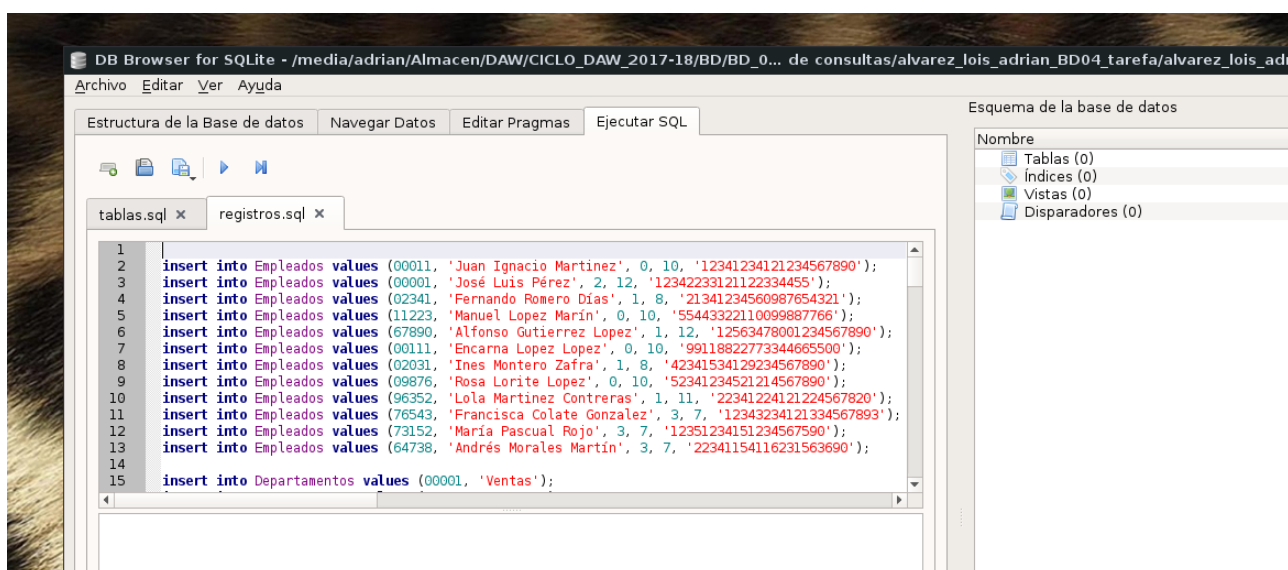 DB Browser for SQLite - /media/adrian/Almacen/DAW/CICLO_DAW_2017-18/BD/BD_0... de consultas/alvarez_lois_adrian_BD04_tarefa/alvarez_lois_adr
Archivo Editar Ver Ayuda
Estructura de la Base de datos Navegar Datos Editar Pragmas Ejecutar SQL
tablas.sql × registros.sql ×
1
2 insert into Empleados values (00011, 'Juan Ignacio Martinez', 0, 10, '12341234121234567890');
3 insert into Empleados values (00001, 'José Luis Pérez', 2, 12, '12342233121122334455');
4 insert into Empleados values (02341, 'Fernando Romero Días', 1, 8, '21341234560987654321');
5 insert into Empleados values (11223, 'Manuel Lopez Marín', 0, 10, '55443322110099887766');
6 insert into Empleados values (67890, 'Alfonso Gutierrez Lopez', 1, 12, '12563478001234567890');
7 insert into Empleados values (00111, 'Encarna Lopez Lopez', 0, 10, '99118822773344665500');
8 insert into Empleados values (02031, 'Ines Montero Zafra', 1, 8, '42341534129234567890');
9 insert into Empleados values (09876, 'Rosa Lorite Lopez', 0, 10, '52341234521214567890');
10 insert into Empleados values (96352, 'Lola Martinez Contreras', 1, 11, '22341224121224567820');
11 insert into Empleados values (76543, 'Francisca Colate Gonzalez', 3, 7, '12343234121334567893');
12 insert into Empleados values (73152, 'María Pascual Rojo', 3, 7, '12351234151234567590');
13 insert into Empleados values (64738, 'Andrés Morales Martín', 3, 7, '22341154116231563690');
14
15 insert into Departamentos values (00001, 'Ventas');
Esquema de la base de datos
Nombre
Tablas (0)
Índices (0)
Vistas (0)
Disparadores (0)